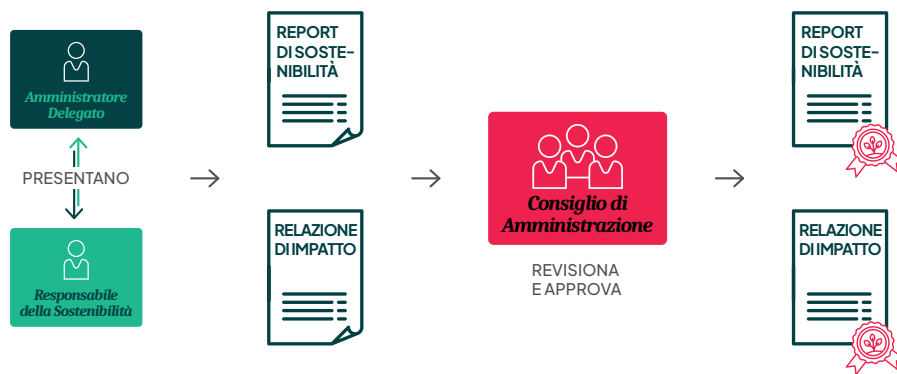 Amministratore
Delegato
PRESENTANO
Responsabile
della Sostenibilità
REPORT
DI SOSTE-
NIBILITÀ
RELAZIONE
DI IMPATTO
Consiglio di
Amministrazione
REVISIONA
E APPROVA
REPORT
DI SOSTE-
NIBILITÀ
RELAZIONE
DI IMPATTO